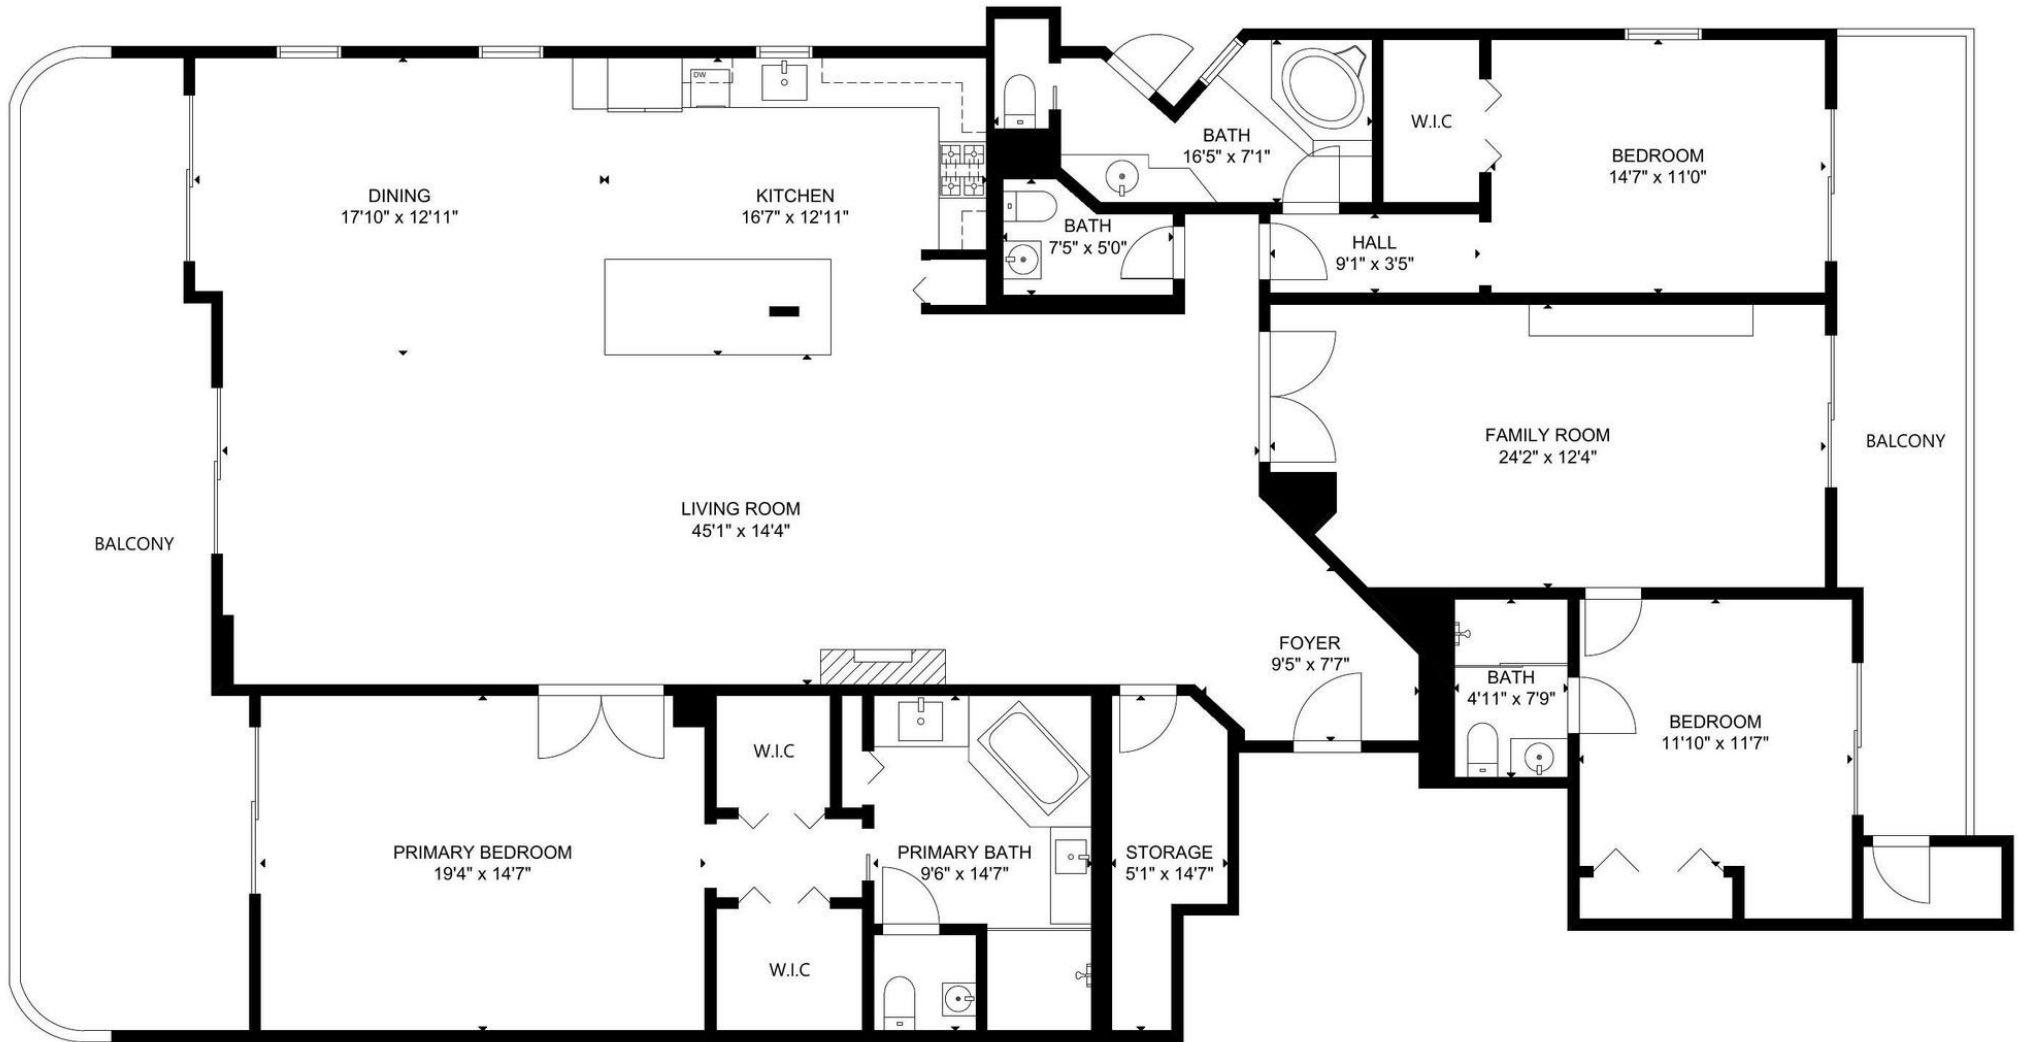 DW
DINING
17'10" x 12'11"
KITCHEN
16'7" x 12'11"
BATH
16'5" x 7'1"
W.I.C
BEDROOM
14'7" x 11'0"
BATH
7'5" x 5'0"
HALL
9'1" x 3'5"
FAMILY ROOM
24'2" x 12'4"
BALCONY
LIVING ROOM
45'1" x 14'4"
BALCONY
FOYER
9'5" x 7'7"
BATH
4'11" x 7'9"
BEDROOM
11'10" x 11'7"
W.I.C
PRIMARY BEDROOM
19'4" x 14'7"
PRIMARY BATH
9'6" x 14'7"
STORAGE
5'1" x 14'7"
W.I.C